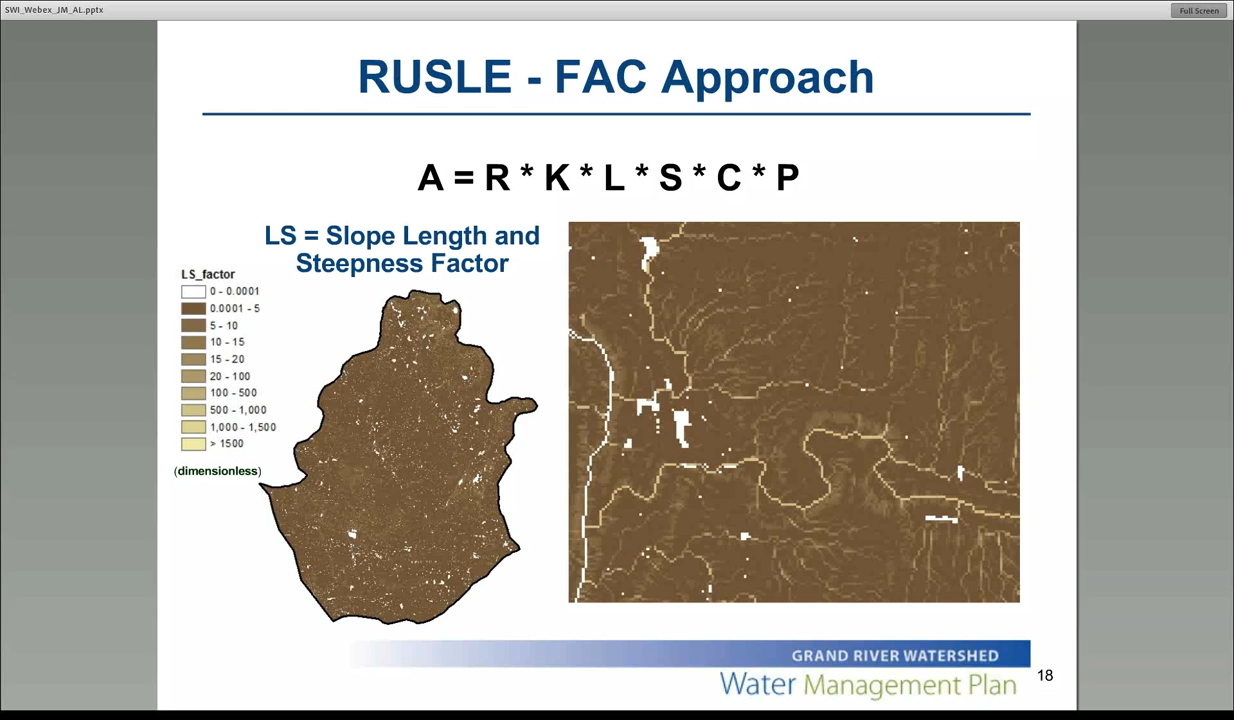 SWI_Webex_JM_AL.pptx
Full Screen
RUSLE - FAC Approach
A = R * K * L * S * C * P
LS = Slope Length and
Steepness Factor
LS_factor
0 - 0.0001
0.0001 - 5
5 - 10
10 - 15
15 - 20
20 - 100
100 - 500
500 - 1,000
1,000 - 1,500
> 1500
(dimensionless)
GRAND RIVER WATERSHED
Water Management Plan
18